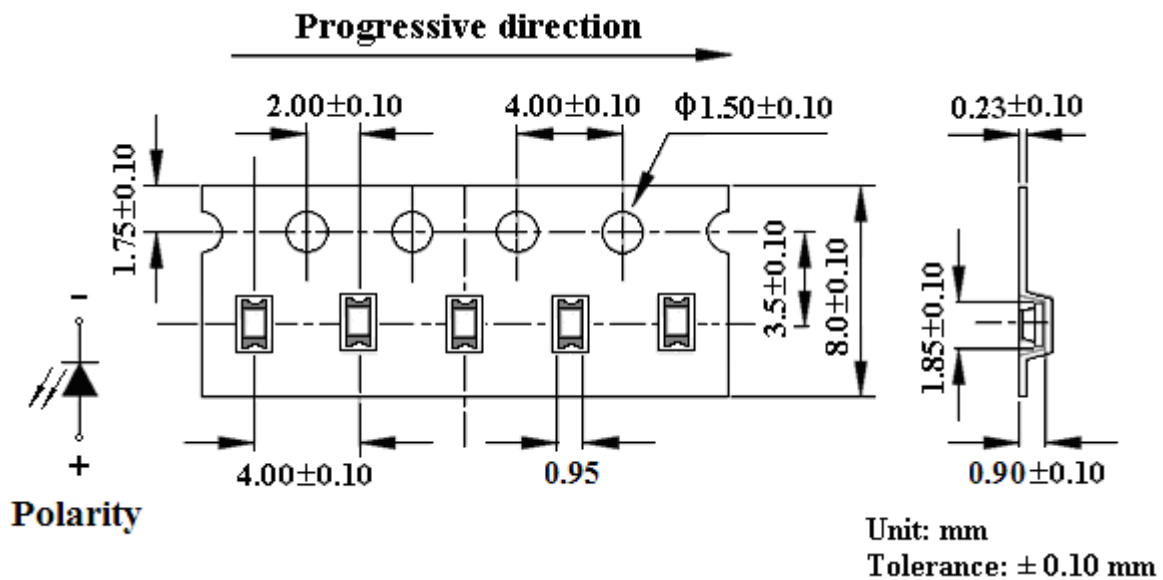 Progressive direction
2.00±0.10
4.00±0.10
Φ1.50±0.10
0.23±0.10
1.75±0.10
3.5±0.10
8.0±0.10
1.85±0.10
-
+
Polarity
4.00±0.10
0.95
0.90±0.10
Unit: mm
Tolerance: ± 0.10 mm